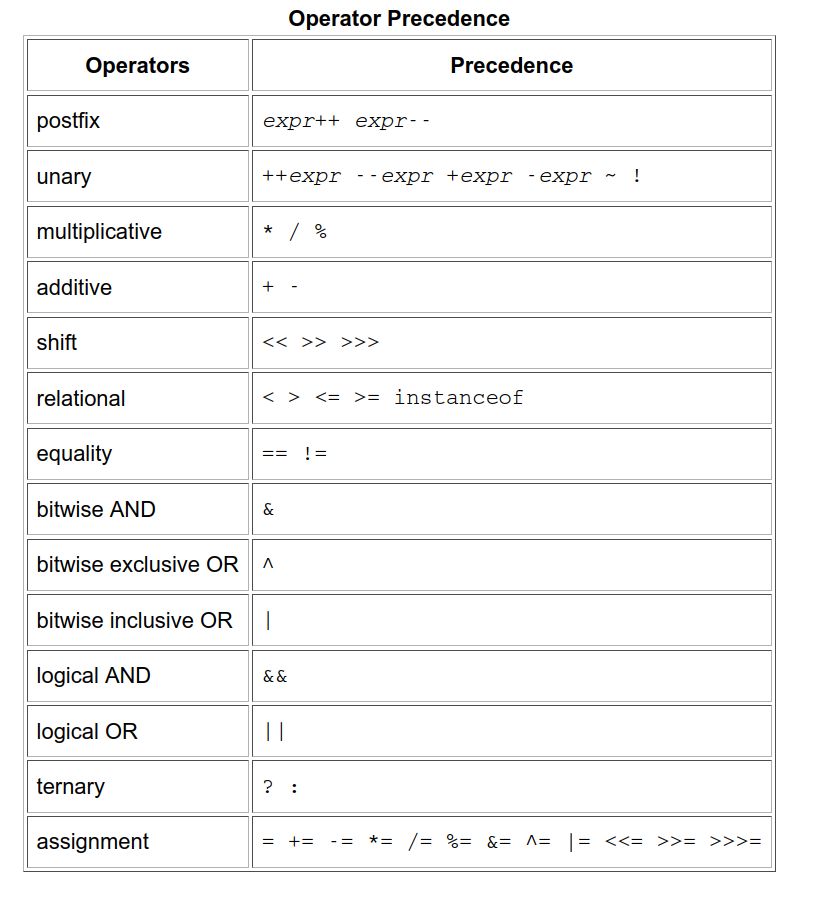 Operator Precedence
Operators Precedence
postfix expr++ expr--
unary ++expr --expr +expr -expr ~ !
multiplicative * / %
additive + -
shift << >> >>>
relational < > <= >= instanceof
equality == !=
bitwise AND &
bitwise exclusive OR ^
bitwise inclusive OR |
logical AND &&
logical OR ||
ternary ? :
assignment = += -= *= /= %= &= ^= |= <<= >>= >>>=